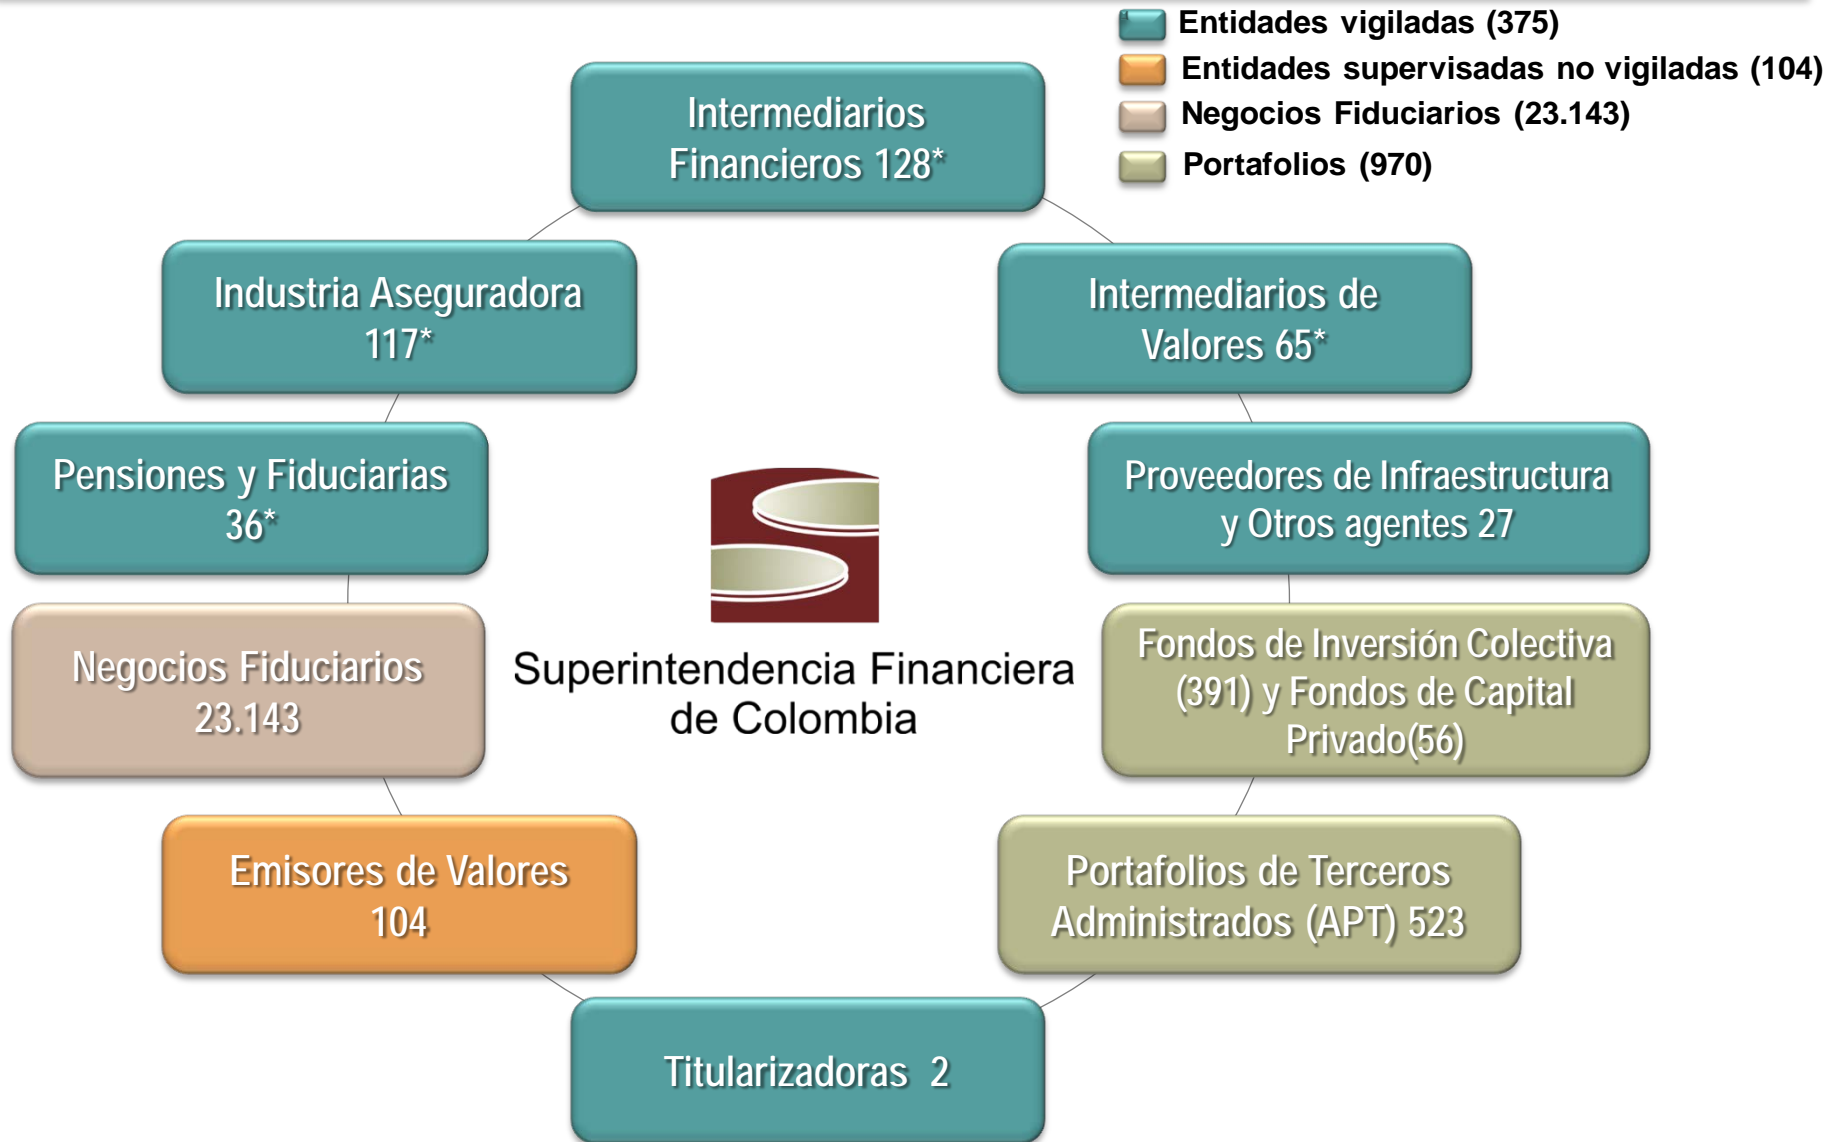 Entidades vigiladas (375)
Entidades supervisadas no vigiladas (104)
Negocios Fiduciarios (23.143)
Portafolios (970)
Intermediarios
Financieros 128*
Industria Aseguradora
117*
Intermediarios de
Valores 65*
Pensiones y Fiduciarias
36*
Proveedores de Infraestructura
y Otros agentes 27
Negocios Fiduciarios
23.143
Superintendencia Financiera
de Colombia
Fondos de Inversión Colectiva
(391) y Fondos de Capital
Privado(56)
Emisores de Valores
104
Portafolios de Terceros
Administrados (APT) 523
Titularizadoras 2